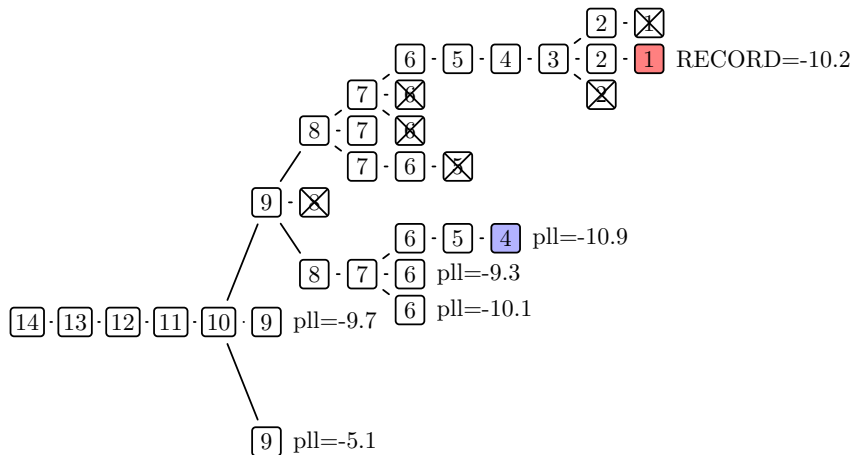 2 1
6 5 4 3 2 1 RECORD=-10.2
7 6 2
8 7 6
7 6 5
9 8
6 5 4 pll=-10.9
8 7 6 pll=-9.3
6 pll=-10.1
14 13 12 11 10 9 pll=-9.7
9 pll=-5.1